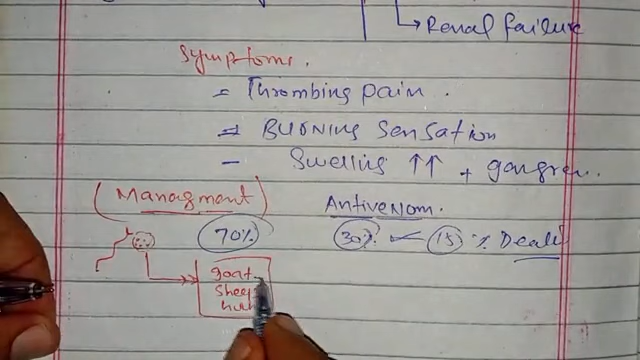 → Renal failure
Symptoms.
= Thrombing pain.
⇒ BURNING Sensation
- Swelling ↑↑ + gangren..
(Managment)
Antivenom.
70%
30% ← 15 % Death
goat
Sheep